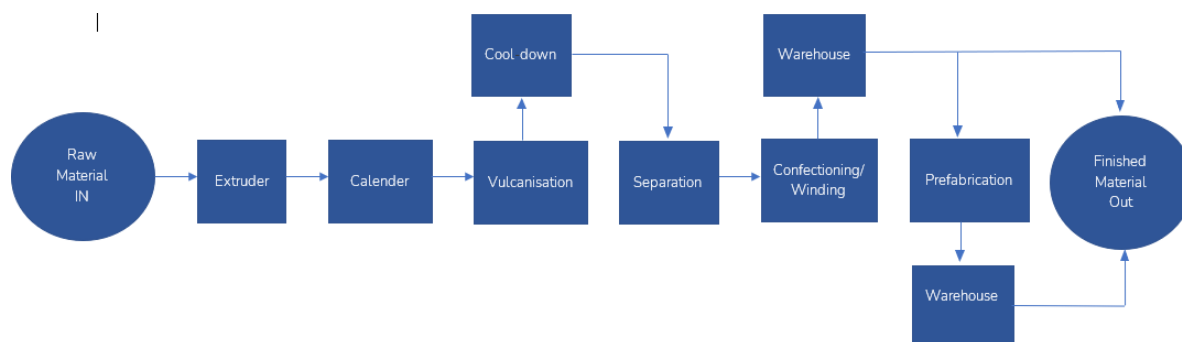 Raw
Material
IN
Extruder
Calender
Vulcanisation
Cool down
Separation
Confectioning/
Winding
Warehouse
Prefabrication
Warehouse
Finished
Material
Out